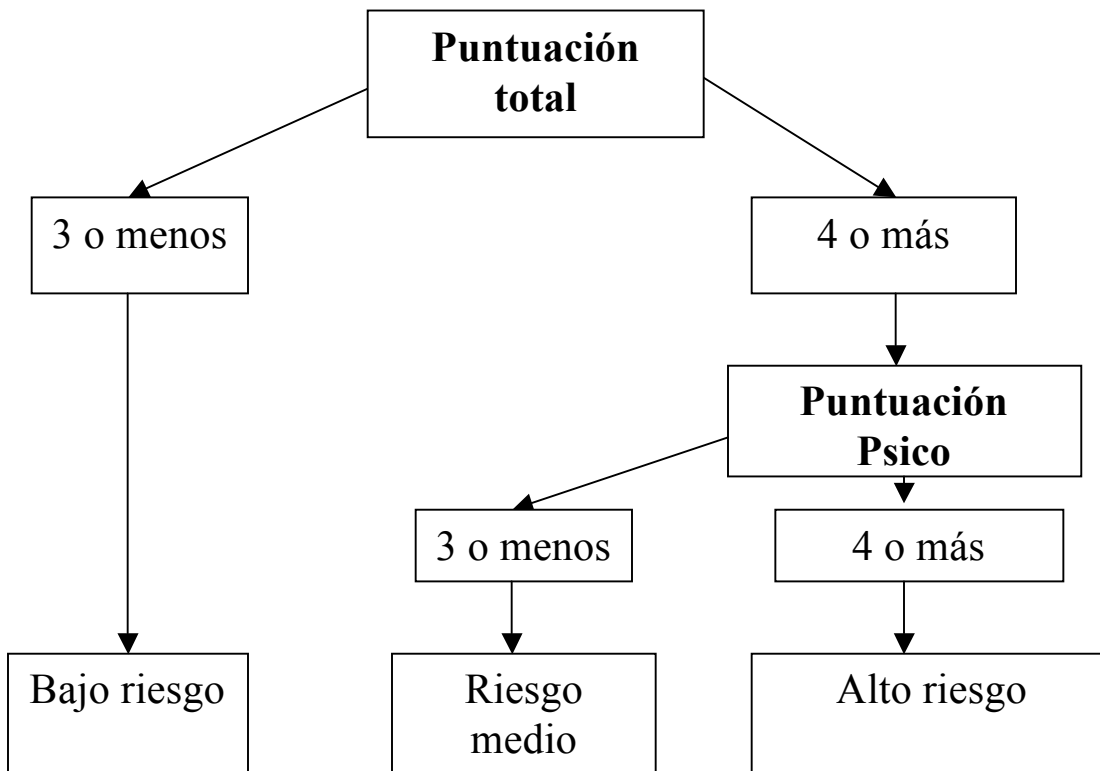 Puntuación
total
3 o menos
4 o más
Puntuación
Psico
3 o menos
4 o más
Bajo riesgo
Riesgo
medio
Alto riesgo